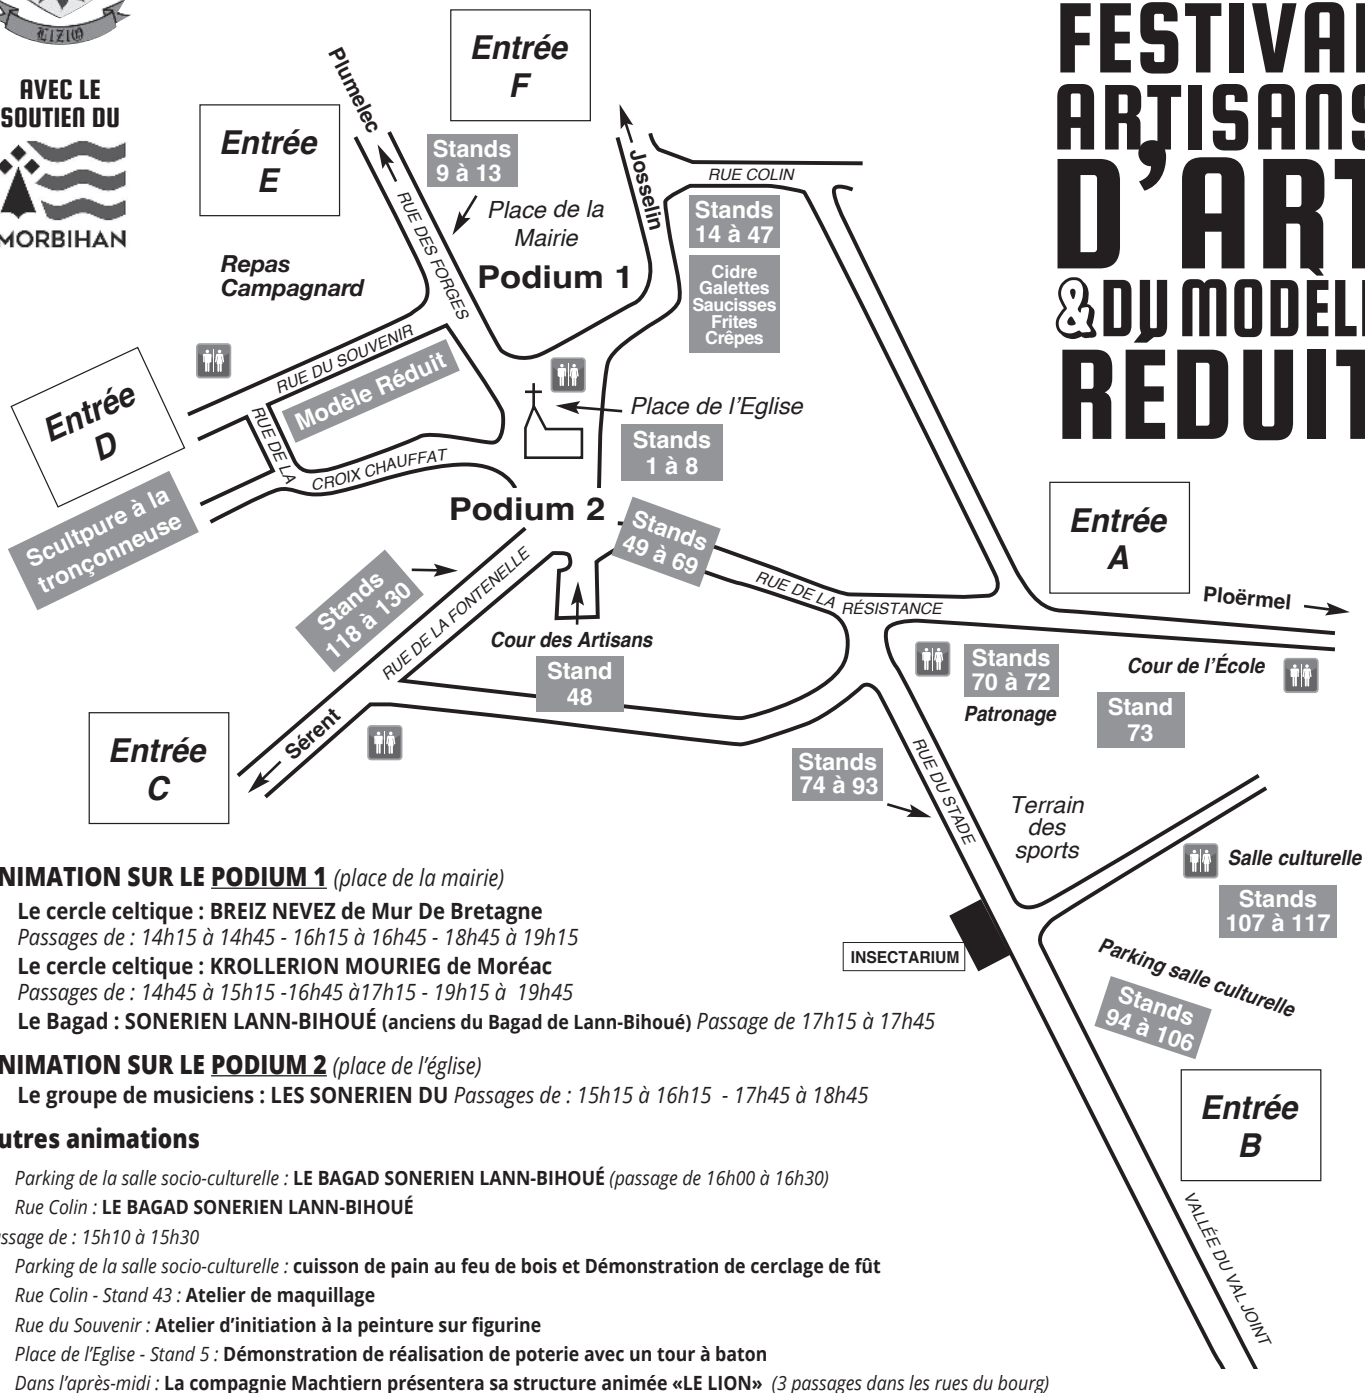 LIZIO
AVEC LE
SOUTIEN DU
MORBIHAN
FESTIVAL
ARTISANS
D'ART
& DU MODÈL
RÉDUIT
Entrée
F
Entrée
E
Plumelec
Stands
9 à 13
RUE DES FORGES
Place de la
Mairie
Podium 1
Josselin
RUE COLIN
Stands
14 à 47
Cidre
Galettes
Saucisses
Frites
Crêpes
Repas
Campagnard
RUE DU SOUVENIR
Modèle Réduit
Entrée
D
RUE DE LA
CROIX CHAUFFAT
Place de l'Eglise
Stands
1 à 8
Scultpure à la
tronçonneuse
Podium 2
Stands
49 à 69
Entrée
A
Ploërmel
RUE DE LA RÉSISTANCE
Stands
118 à 130
RUE DE LA FONTENELLE
Cour des Artisans
Stand
48
Stands
70 à 72
Patronage
Cour de l'École
Stand
73
Entrée
C
Sérent
Stands
74 à 93
RUE DU STADE
Terrain
des
sports
Salle culturelle
Stands
107 à 117
INSECTARIUM
Parking salle culturelle
Stands
94 à 106
Entrée
B
VALLÉE DU VAL JOINT
NIMATION SUR LE PODIUM 1 (place de la mairie)
Le cercle celtique : BREIZ NEVEZ de Mur De Bretagne
Passages de : 14h15 à 14h45 - 16h15 à 16h45 - 18h45 à 19h15
Le cercle celtique : KROLLERION MOURIEG de Moréac
Passages de : 14h45 à 15h15 -16h45 à17h15 - 19h15 à 19h45
Le Bagad : SONERIEN LANN-BIHOUÉ (anciens du Bagad de Lann-Bihoué) Passage de 17h15 à 17h45
NIMATION SUR LE PODIUM 2 (place de l'église)
Le groupe de musiciens : LES SONERIEN DU Passages de : 15h15 à 16h15 - 17h45 à 18h45
utres animations
Parking de la salle socio-culturelle : LE BAGAD SONERIEN LANN-BIHOUÉ (passage de 16h00 à 16h30)
Rue Colin : LE BAGAD SONERIEN LANN-BIHOUÉ
ssage de : 15h10 à 15h30
Parking de la salle socio-culturelle : cuisson de pain au feu de bois et Démonstration de cerclage de fût
Rue Colin - Stand 43 : Atelier de maquillage
Rue du Souvenir : Atelier d'initiation à la peinture sur figurine
Place de l'Eglise - Stand 5 : Démonstration de réalisation de poterie avec un tour à baton
Dans l'après-midi : La compagnie Machtiern présentera sa structure animée «LE LION» (3 passages dans les rues du bourg)